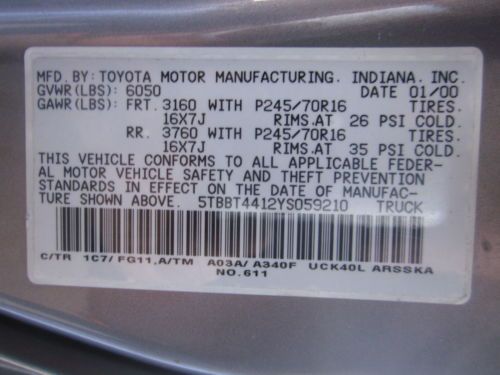 MFD. BY: TOYOTA MOTOR MANUFACTURING, INDIANA, INC.
GVWR(LBS): 6050 DATE 01/00
GAWR(LBS): FRT. 3160 WITH P245/70R16 TIRES.
16X7J RIMS.AT 26 PSI COLD.
RR. 3760 WITH P245/70R16 TIRES.
16X7J RIMS.AT 35 PSI COLD.
THIS VEHICLE CONFORMS TO ALL APPLICABLE FEDER-
AL MOTOR VEHICLE SAFETY AND THEFT PREVENTION
STANDARDS IN EFFECT ON THE DATE OF MANUFAC-
TURE SHOWN ABOVE. 5TBBT4412YS059210 TRUCK
C/TR 1C7/ FG11,A/TM A03A/ A340F UCK40L ARSSKA
NO.611